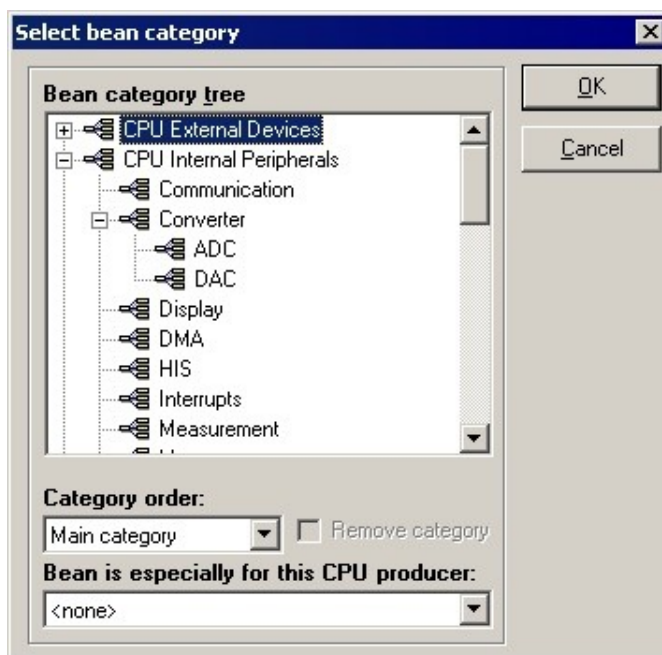 Select bean category
Bean category tree
OK
Cancel
CPU External Devices
CPU Internal Peripherals
Communication
Converter
ADC
DAC
Display
DMA
HIS
Interrupts
Measurement
Category order:
Main category
Remove category
Bean is especially for this CPU producer:
<none>